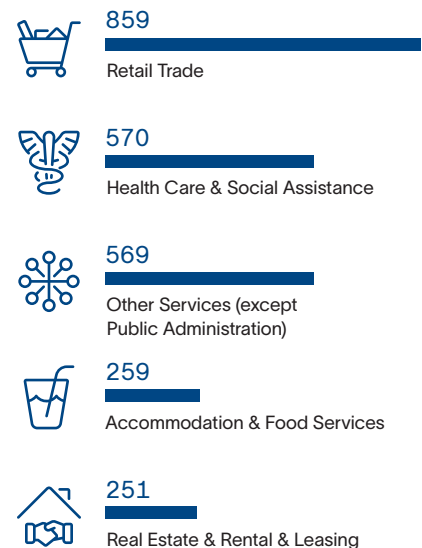 859
Retail Trade
570
Health Care & Social Assistance
569
Other Services (except
Public Administration)
259
Accommodation & Food Services
251
Real Estate & Rental & Leasing